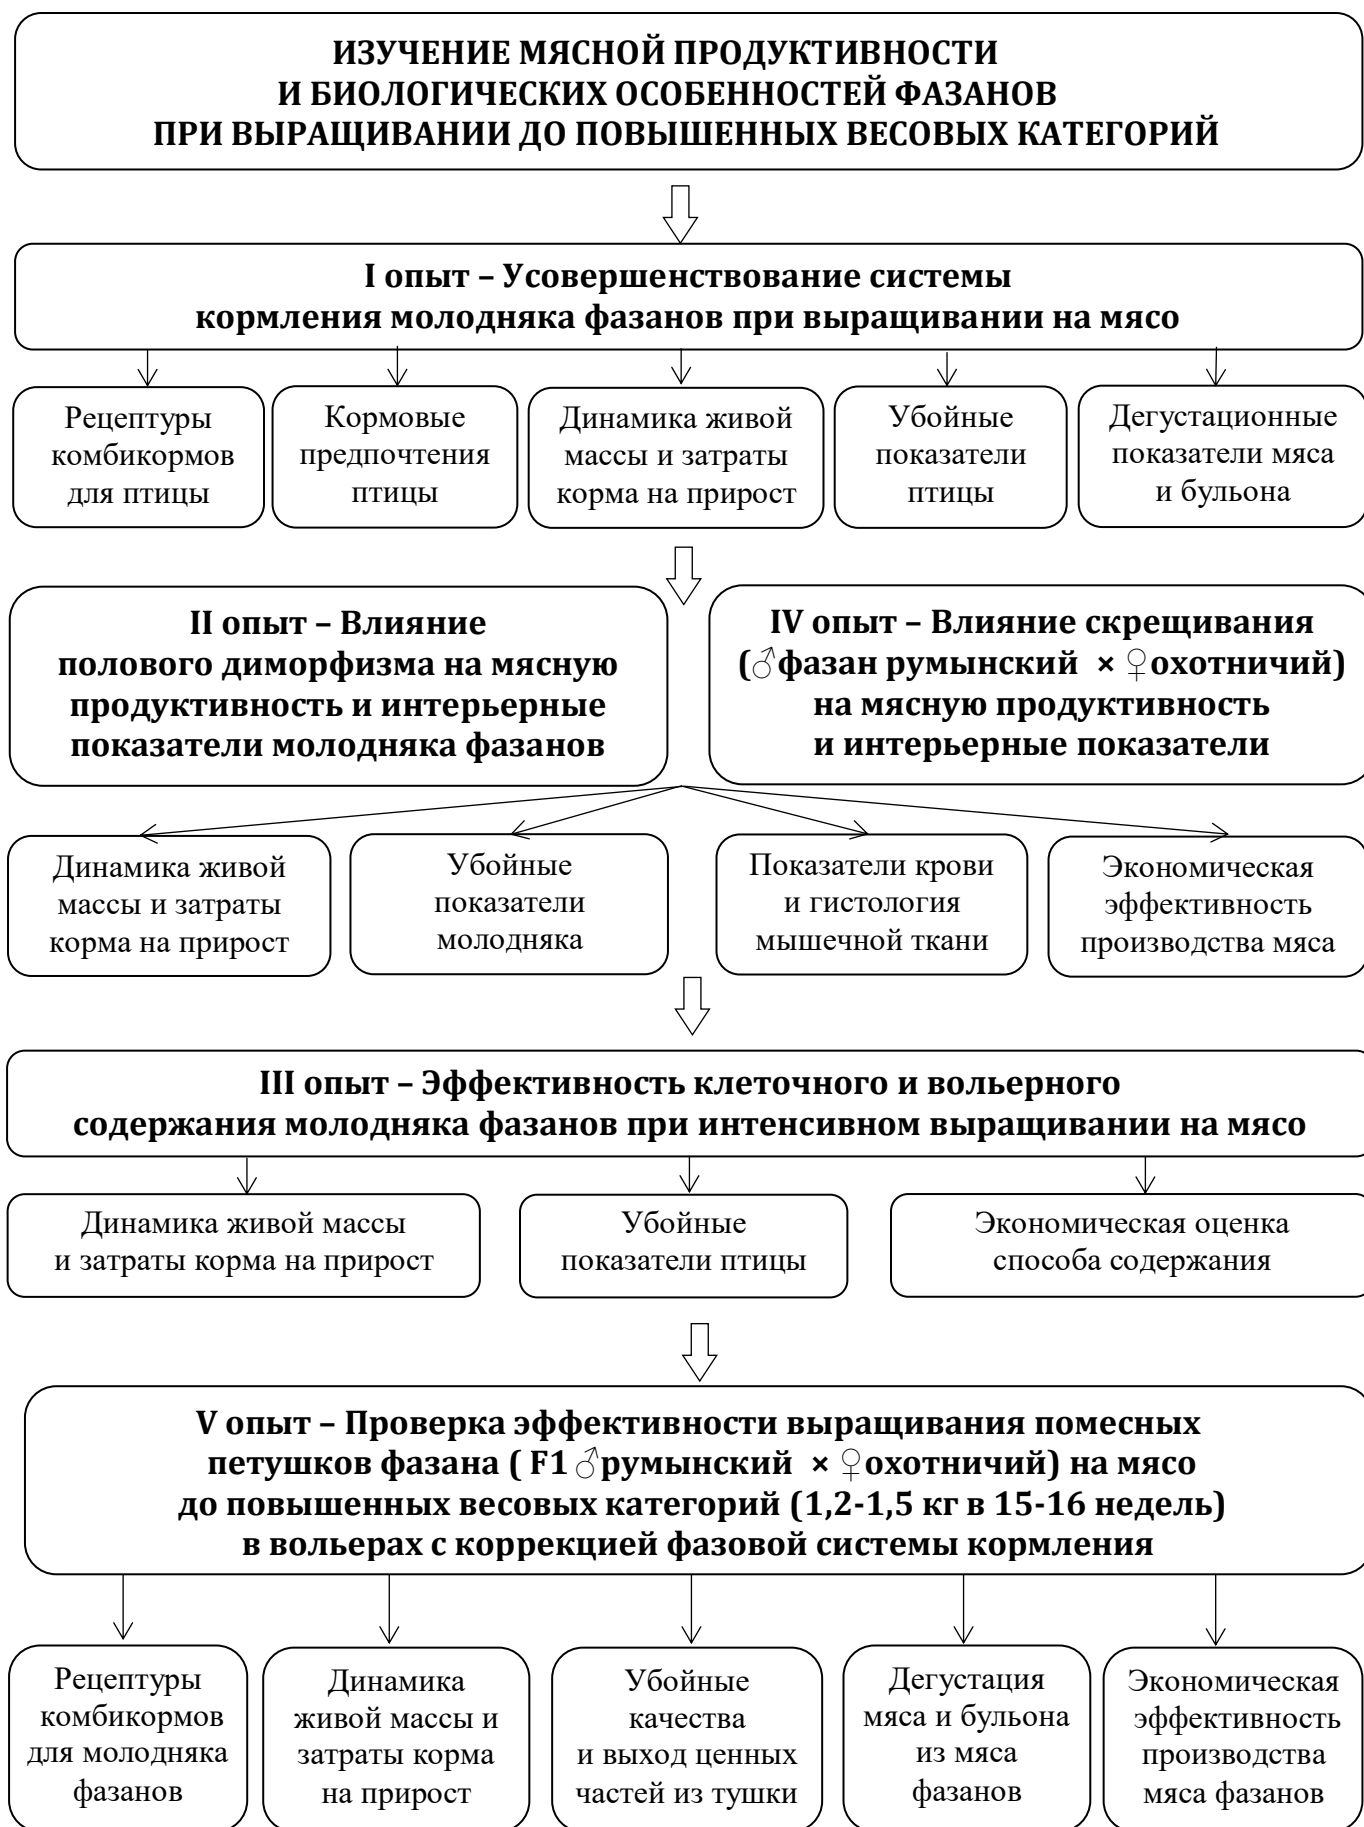 ИЗУЧЕНИЕ МЯСНОЙ ПРОДУКТИВНОСТИ
И БИОЛОГИЧЕСКИХ ОСОБЕННОСТЕЙ ФАЗАНОВ
ПРИ ВЫРАЩИВАНИИ ДО ПОВЫШЕННЫХ ВЕСОВЫХ КАТЕГОРИЙ
I опыт – Усовершенствование системы
кормления молодняка фазанов при выращивании на мясо
Рецептуры
комбикормов
для птицы
Кормовые
предпочтения
птицы
Динамика живой
массы и затраты
корма на прирост
Убойные
показатели
птицы
Дегустационные
показатели мяса
и бульона
II опыт – Влияние
полового диморфизма на мясную
продуктивность и интерьерные
показатели молодняка фазанов
IV опыт – Влияние скрещивания
(♂фазан румынский × ♀охотничий)
на мясную продуктивность
и интерьерные показатели
Динамика живой
массы и затраты
корма на прирост
Убойные
показатели
молодняка
Показатели крови
и гистология
мышечной ткани
Экономическая
эффективность
производства мяса
III опыт – Эффективность клеточного и вольерного
содержания молодняка фазанов при интенсивном выращивании на мясо
Динамика живой массы
и затраты корма на прирост
Убойные
показатели птицы
Экономическая оценка
способа содержания
V опыт – Проверка эффективности выращивания помесных
петушков фазана ( F1 ♂румынский × ♀охотничий) на мясо
до повышенных весовых категорий (1,2-1,5 кг в 15-16 недель)
в вольерах с коррекцией фазовой системы кормления
Рецептуры
комбикормов
для молодняка
фазанов
Динамика
живой массы и
затраты корма
на прирост
Убойные
качества
и выход ценных
частей из тушки
Дегустация
мяса и бульона
из мяса
фазанов
Экономическая
эффективность
производства
мяса фазанов